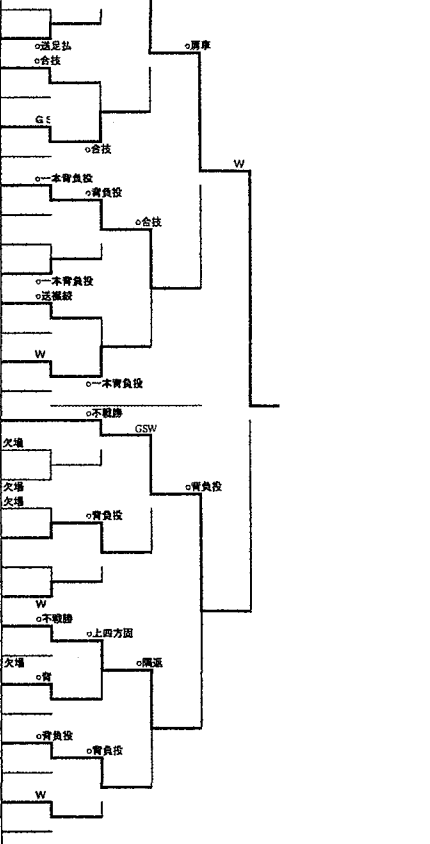 ○送足払
○肩車
○合技
GS
○合技
W
○一本背負投
○背負投
○合技
○一本背負投
○送襟絞
W
○一本背負投
○不戦勝
GSW
欠場
欠場
○背負投
欠場
○背負投
W
○不戦勝
○上四方固
欠場
○隅返
○背
○背負投
○背負投
W